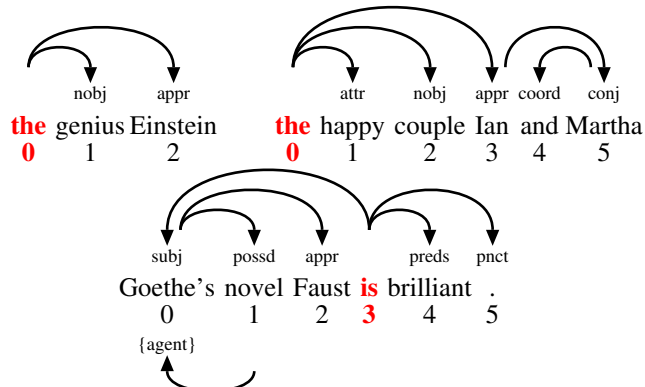 nobj appr
the genius Einstein
0 1 2
attr nobj appr coord conj
the happy couple Ian and Martha
0 1 2 3 4 5
subj possd appr preds pnct
Goethe's novel Faust is brilliant .
0 1 2 3 4 5
{agent}